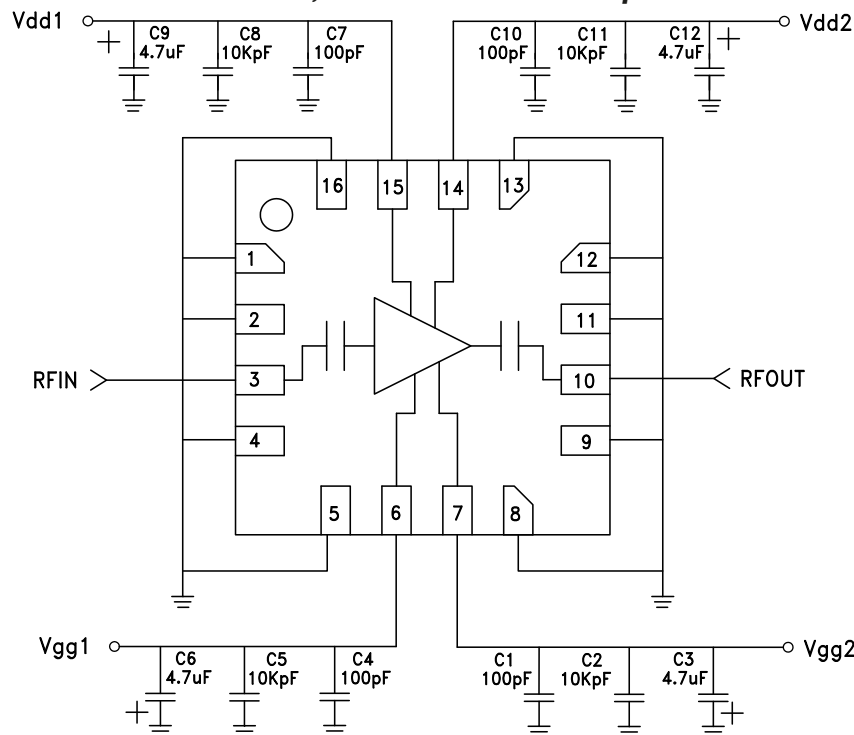 Vdd1
C9
4.7uF
C8
10KpF
C7
100pF
C10
100pF
C11
10KpF
C12
4.7uF
Vdd2
16
15
14
13
1
12
2
11
RFIN
3
10
RFOUT
4
9
5
6
7
8
Vgg1
C6
4.7uF
C5
10KpF
C4
100pF
C1
100pF
C2
10KpF
C3
4.7uF
Vgg2